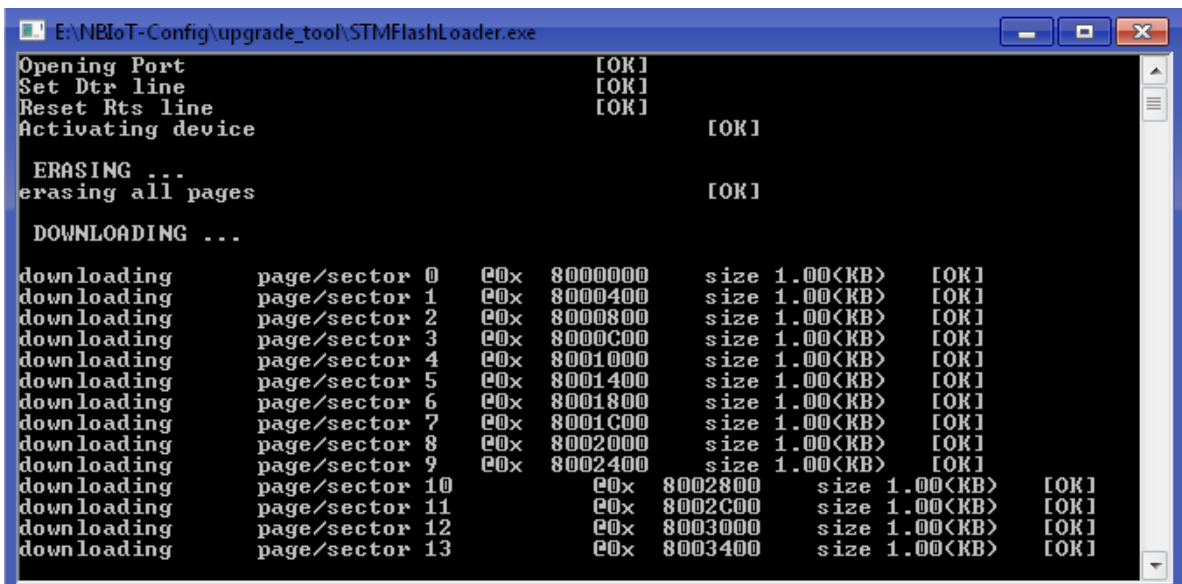 E:\NBIoT-Config\upgrade_tool\STMFlashLoader.exe
Opening Port [OK]
Set Dtr line [OK]
Reset Rts line [OK]
Activating device [OK]
ERASING ...
erasing all pages [OK]
DOWNLOADING ...
downloading page/sector 0 @0x 8000000 size 1.00(KB) [OK]
downloading page/sector 1 @0x 8000400 size 1.00(KB) [OK]
downloading page/sector 2 @0x 8000800 size 1.00(KB) [OK]
downloading page/sector 3 @0x 8000C00 size 1.00(KB) [OK]
downloading page/sector 4 @0x 8001000 size 1.00(KB) [OK]
downloading page/sector 5 @0x 8001400 size 1.00(KB) [OK]
downloading page/sector 6 @0x 8001800 size 1.00(KB) [OK]
downloading page/sector 7 @0x 8001C00 size 1.00(KB) [OK]
downloading page/sector 8 @0x 8002000 size 1.00(KB) [OK]
downloading page/sector 9 @0x 8002400 size 1.00(KB) [OK]
downloading page/sector 10 @0x 8002800 size 1.00(KB) [OK]
downloading page/sector 11 @0x 8002C00 size 1.00(KB) [OK]
downloading page/sector 12 @0x 8003000 size 1.00(KB) [OK]
downloading page/sector 13 @0x 8003400 size 1.00(KB) [OK]